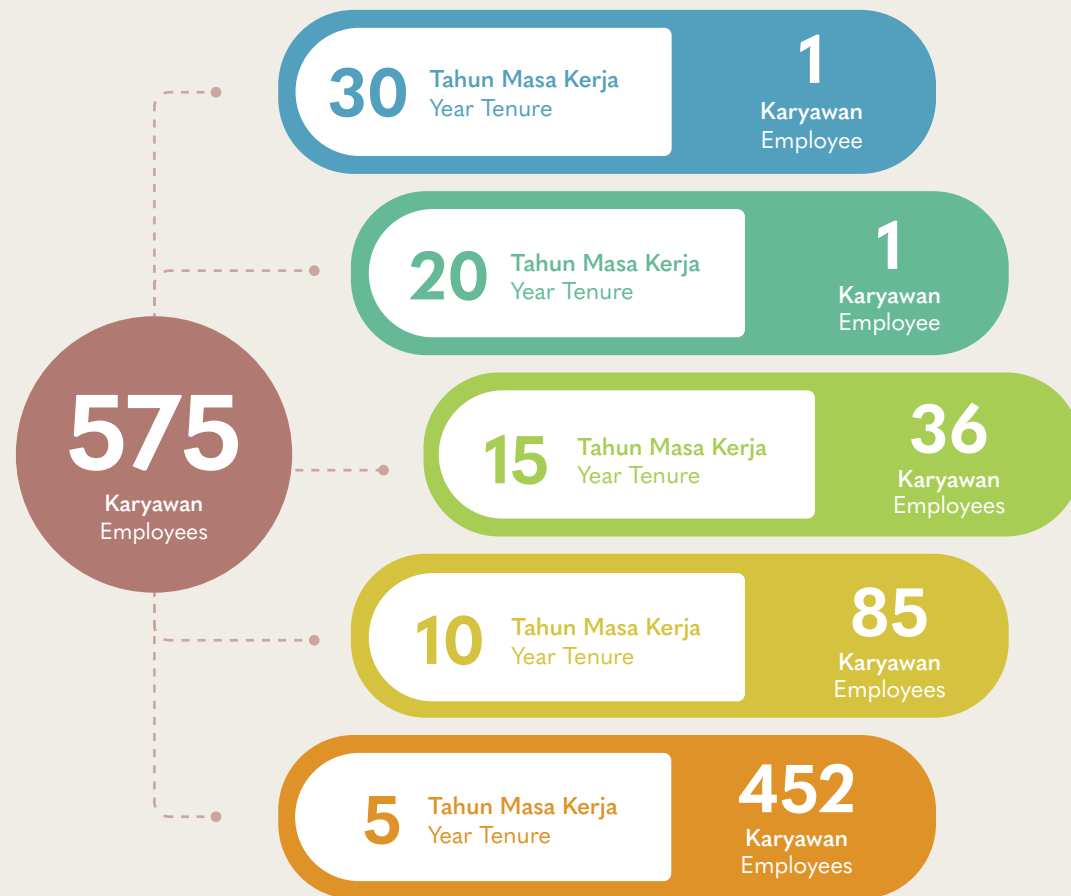 575
Karyawan
Employees
30
Tahun Masa Kerja
Year Tenure
1
Karyawan
Employee
20
Tahun Masa Kerja
Year Tenure
1
Karyawan
Employee
15
Tahun Masa Kerja
Year Tenure
36
Karyawan
Employees
10
Tahun Masa Kerja
Year Tenure
85
Karyawan
Employees
5
Tahun Masa Kerja
Year Tenure
452
Karyawan
Employees